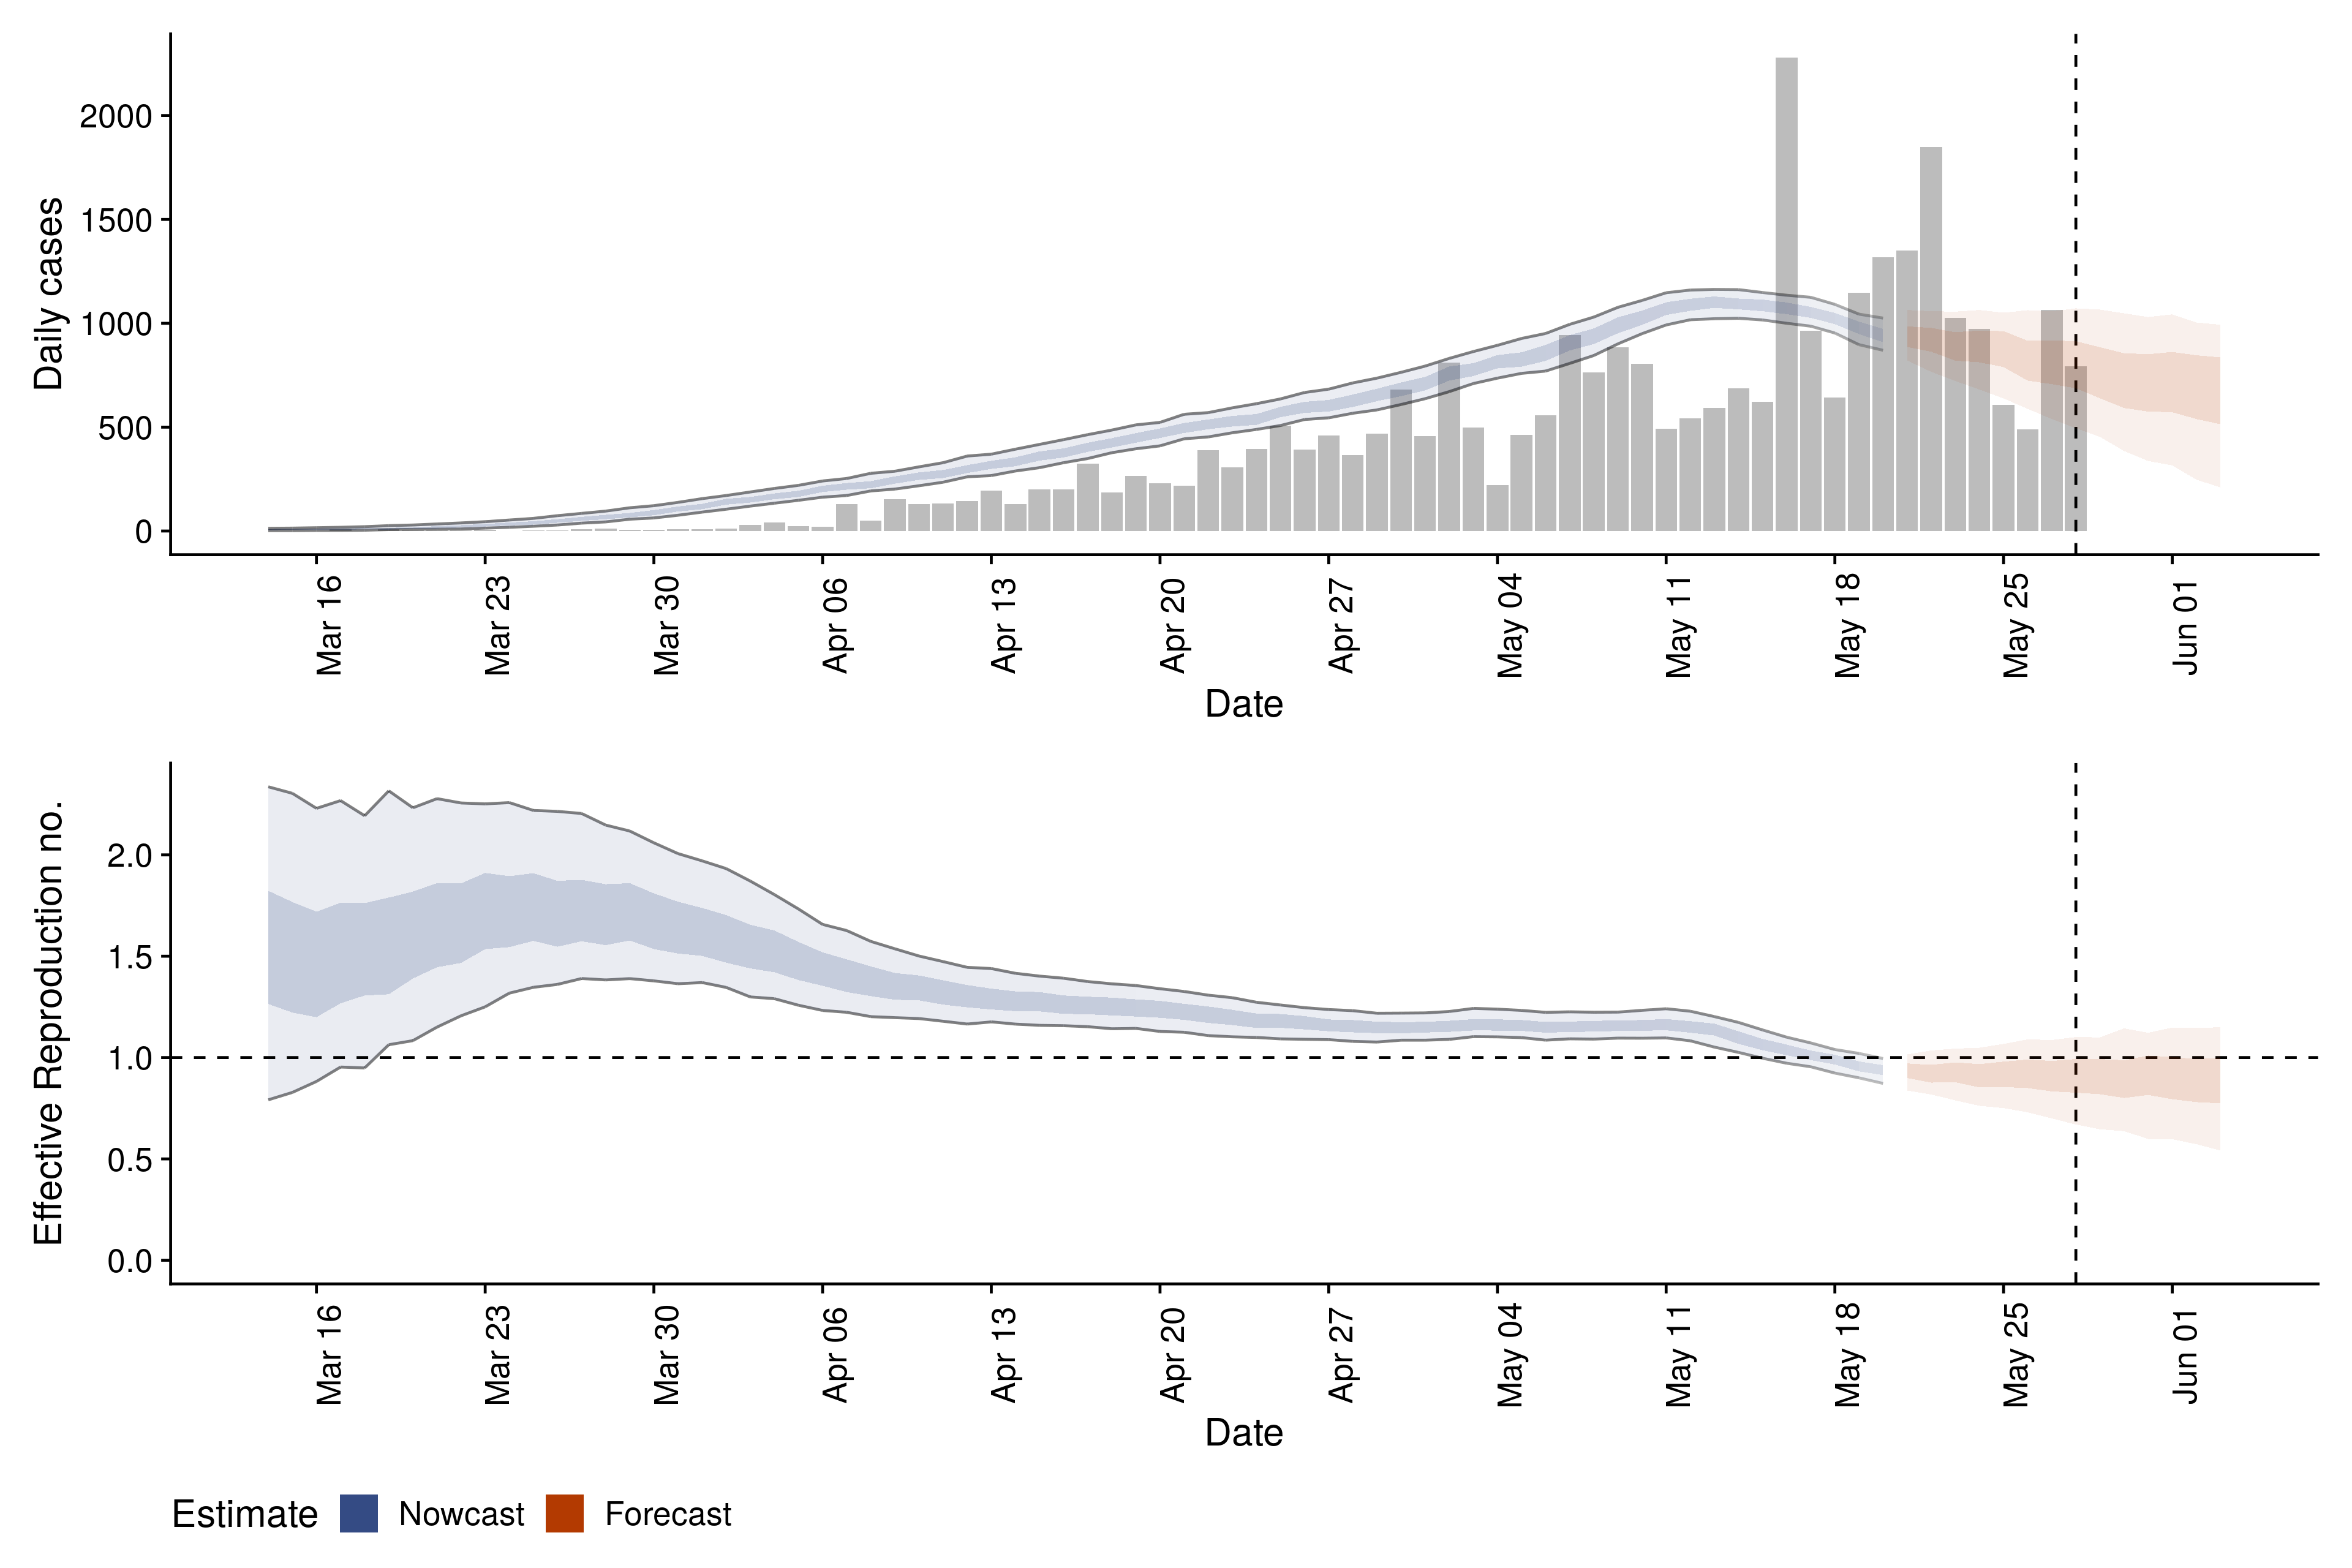 Daily cases
2000
1500
1000
500
0
Mar 16
Mar 23
Mar 30
Apr 06
Apr 13
Apr 20
Apr 27
May 04
May 11
May 18
May 25
Jun 01
Date
Effective Reproduction no.
2.0
1.5
1.0
0.5
0.0
Mar 16
Mar 23
Mar 30
Apr 06
Apr 13
Apr 20
Apr 27
May 04
May 11
May 18
May 25
Jun 01
Date
Estimate Nowcast Forecast